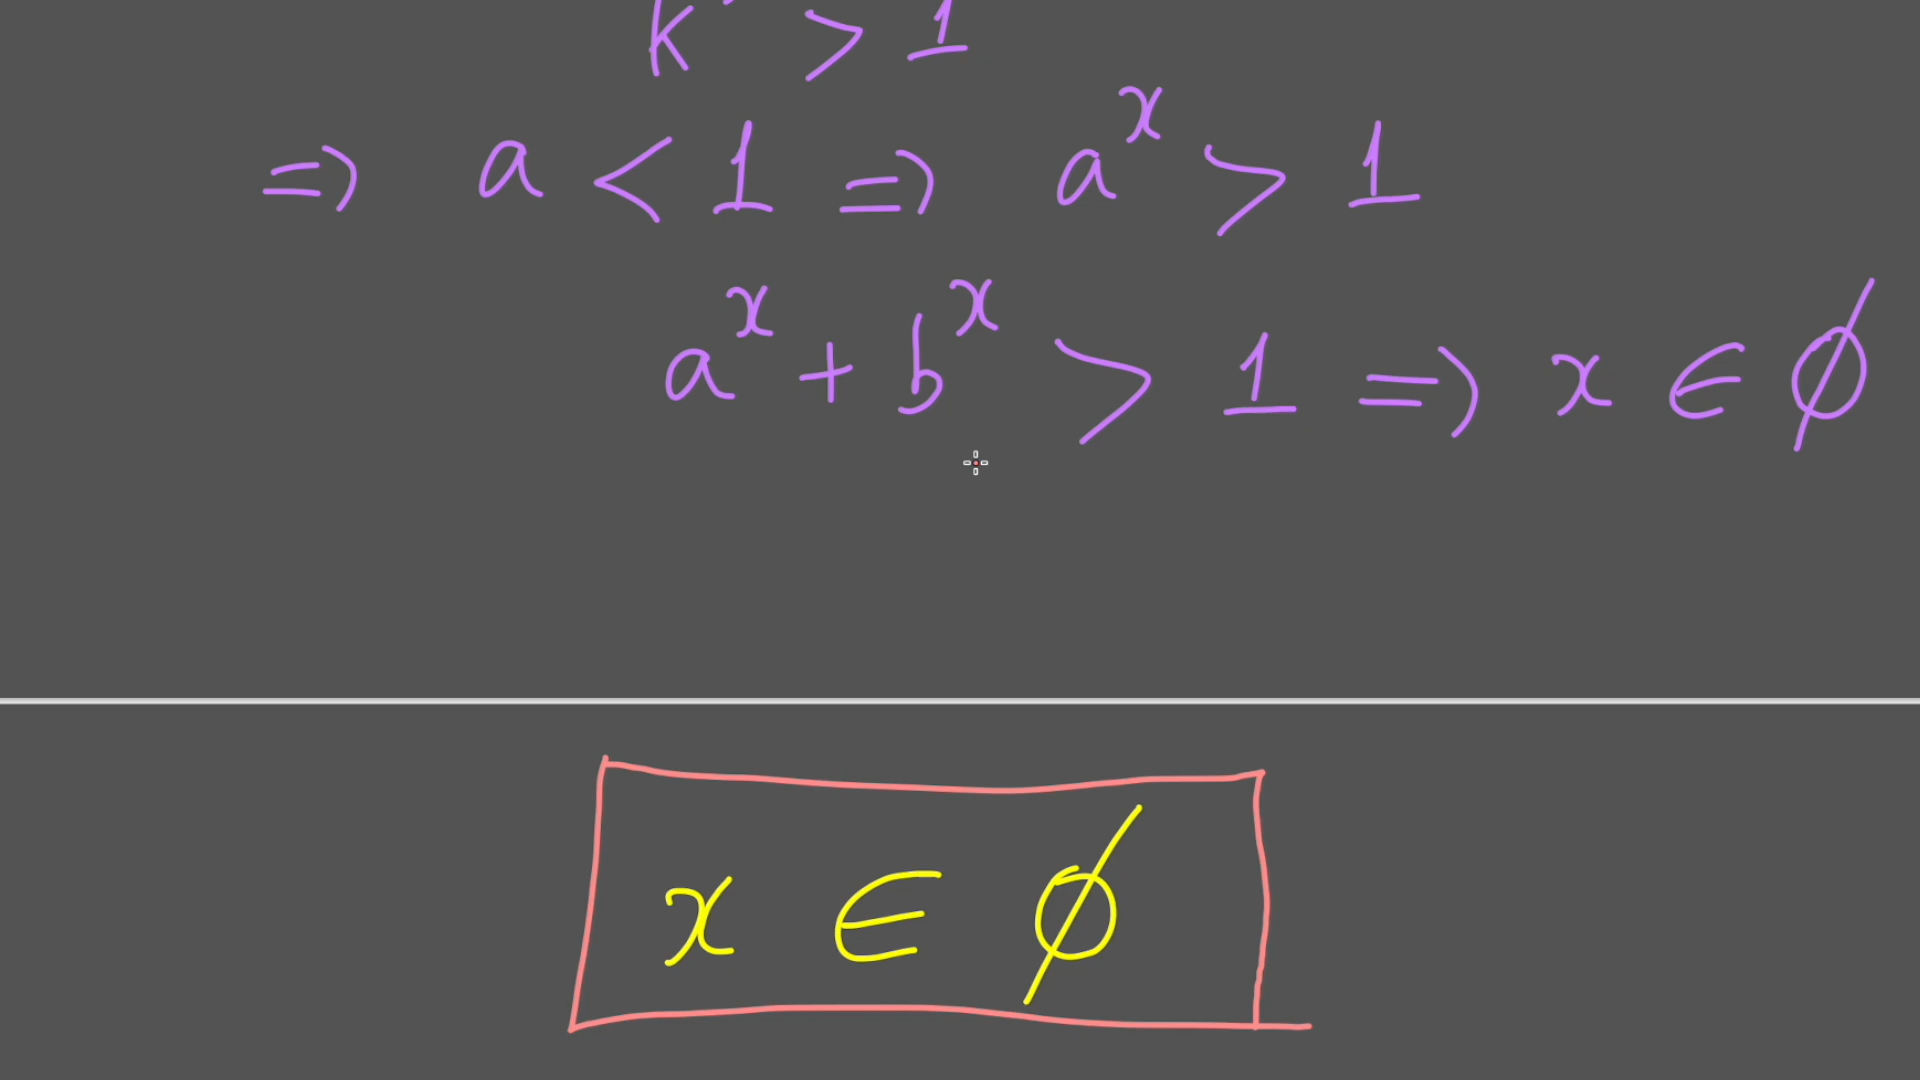 k > 1
=> a < 1 => a^x > 1
a^x + b^x > 1 => x ∈ ∅
x ∈ ∅